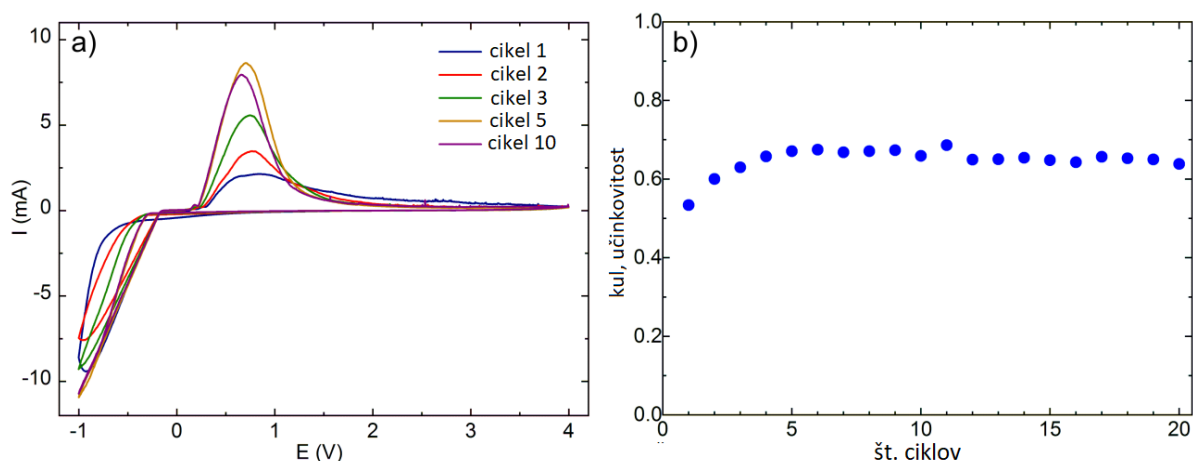 a)
cikel 1
cikel 2
cikel 3
cikel 5
cikel 10
10
5
0
-5
-10
I (mA)
-1 0 1 2 3 4
E (V)
b)
1.0
0.8
0.6
0.4
0.2
0.0
kul, učinkovitost
0 5 10 15 20
št. ciklov